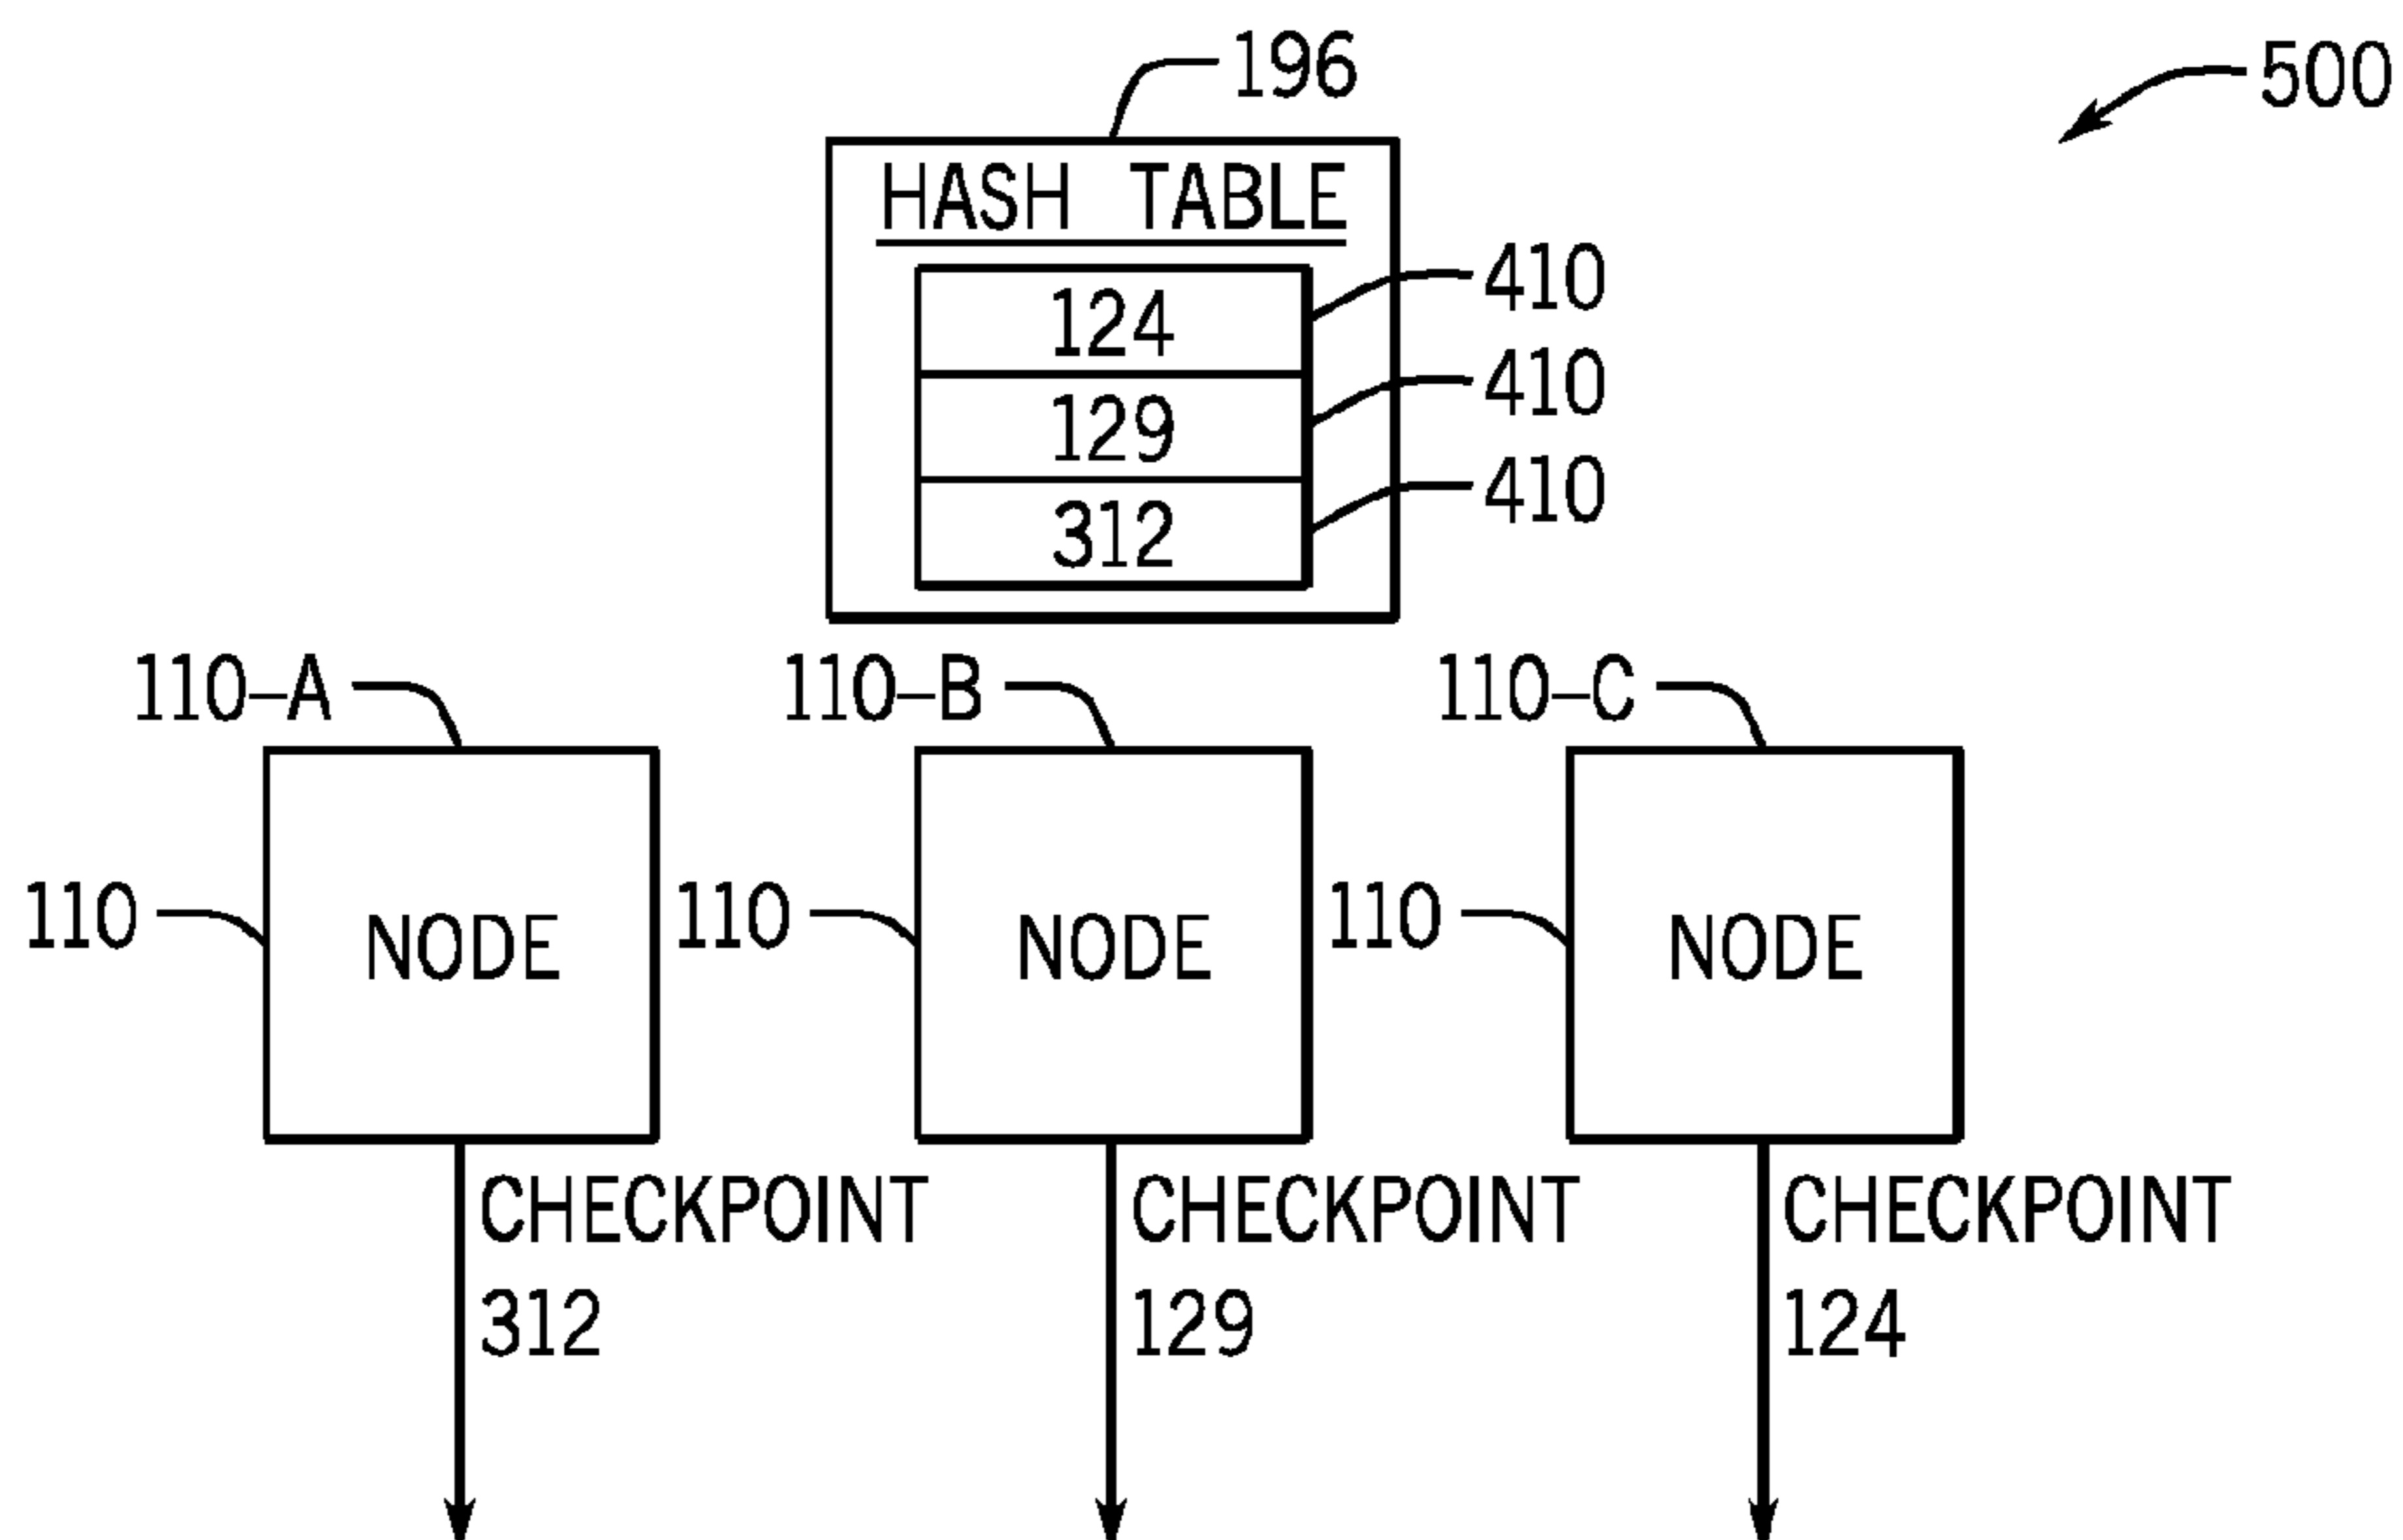 196
500
HASH TABLE
124
410
129
410
312
410
110-A
110-B
110-C
110
NODE
110
NODE
110
NODE
CHECKPOINT
312
CHECKPOINT
129
CHECKPOINT
124